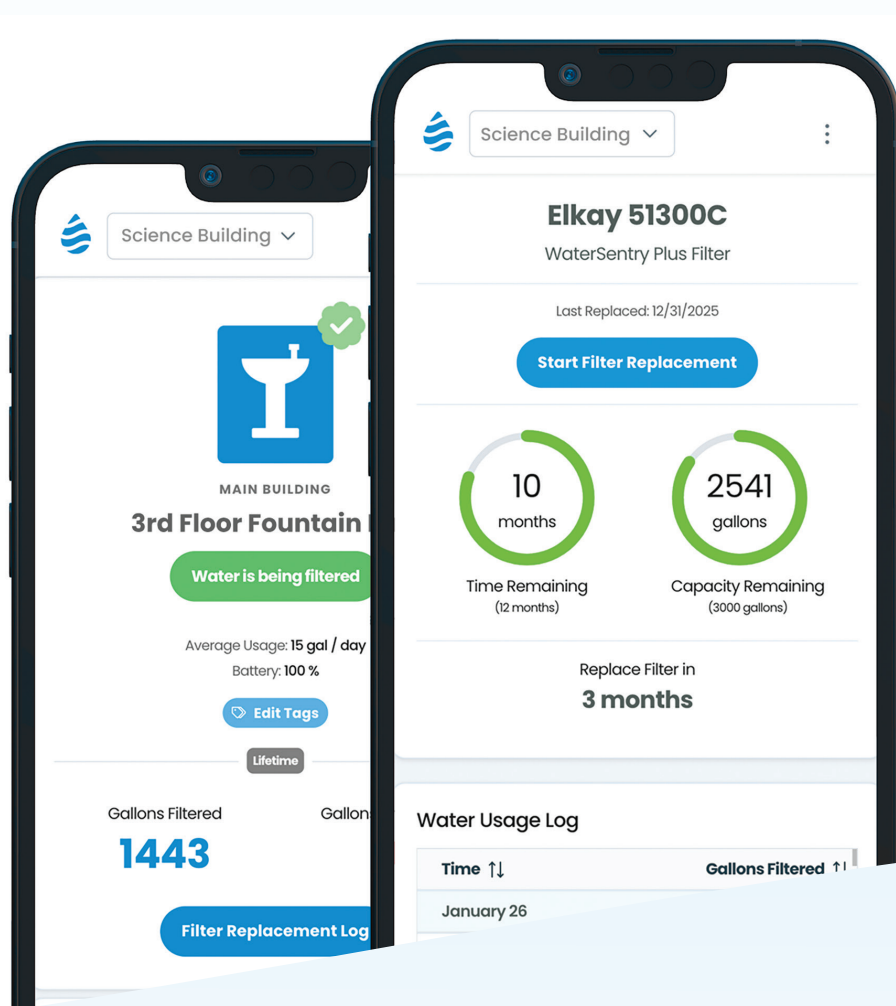 Science Building
MAIN BUILDING
3rd Floor Fountain
Water is being filtered
Average Usage: 15 gal / day
Battery: 100 %
Edit Tags
Lifetime
Gallons Filtered
Gallon
1443
Filter Replacement Log
Science Building
Elkay 51300C
WaterSentry Plus Filter
Last Replaced: 12/31/2025
Start Filter Replacement
10
months
Time Remaining
(12 months)
2541
gallons
Capacity Remaining
(3000 gallons)
Replace Filter in
3 months
Water Usage Log
Time ↑↓
Gallons Filtered ↑↓
January 26